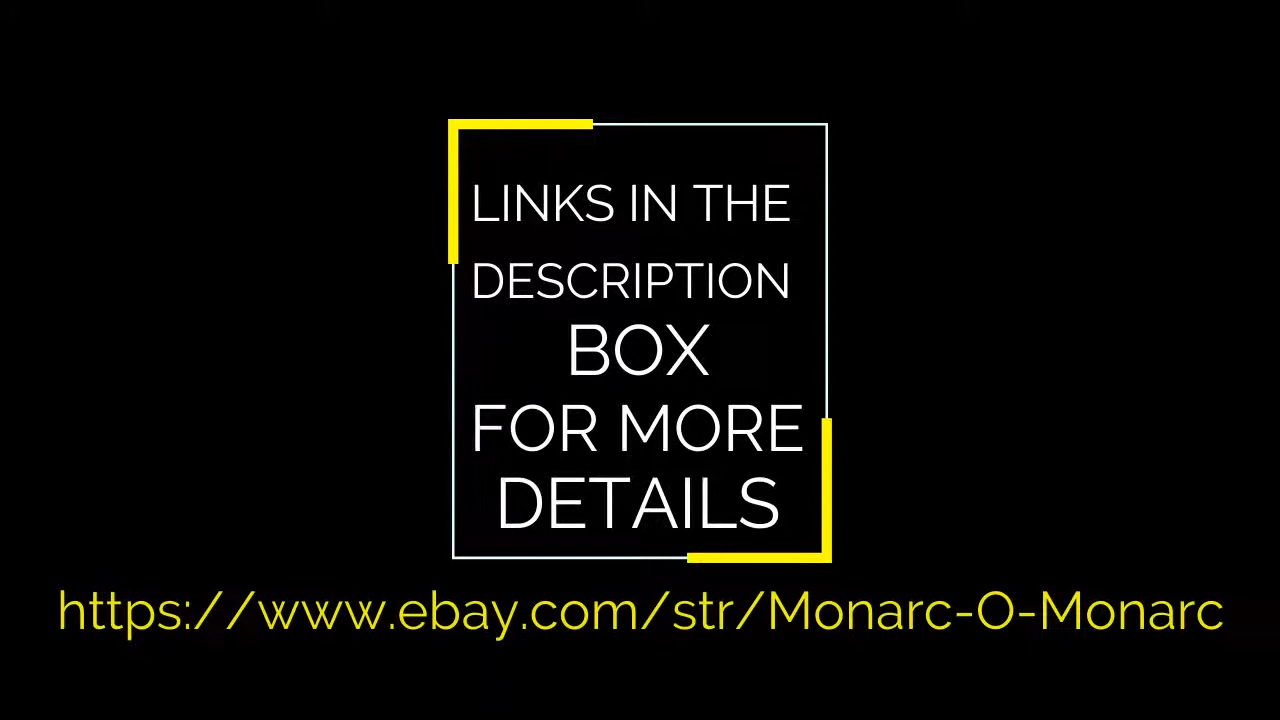 LINKS IN THE
DESCRIPTION
BOX
FOR MORE
DETAILS
https://www.ebay.com/str/Monarc-O-Monarc